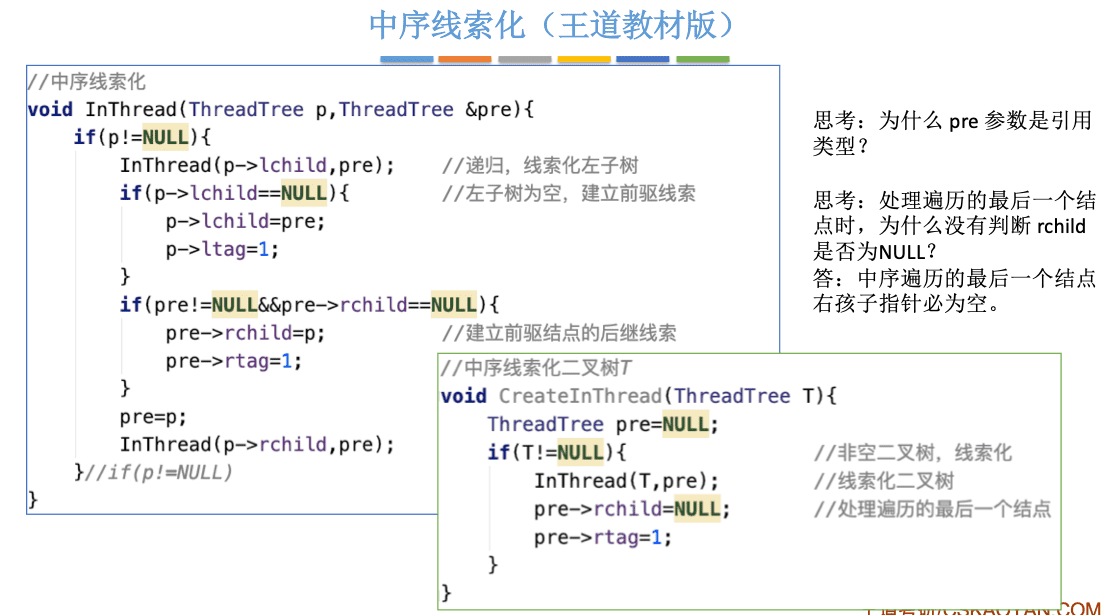 中序线索化（王道教材版）
//中序线索化
void InThread(ThreadTree p,ThreadTree &pre){
if(p!=NULL){
InThread(p->lchild,pre); //递归，线索化左子树
if(p->lchild==NULL){ //左子树为空，建立前驱线索
p->lchild=pre;
p->ltag=1;
}
if(pre!=NULL&&pre->rchild==NULL){
pre->rchild=p; //建立前驱结点的后继线索
pre->rtag=1;
}
pre=p;
InThread(p->rchild,pre);
}//if(p!=NULL)
}
//中序线索化二叉树T
void CreateInThread(ThreadTree T){
ThreadTree pre=NULL;
if(T!=NULL){ //非空二叉树，线索化
InThread(T,pre); //线索化二叉树
pre->rchild=NULL; //处理遍历的最后一个结点
pre->rtag=1;
}
}
思考：为什么 pre 参数是引用
类型？
思考：处理遍历的最后一个结
点时，为什么没有判断 rchild
是否为NULL？
答：中序遍历的最后一个结点
右孩子指针必为空。